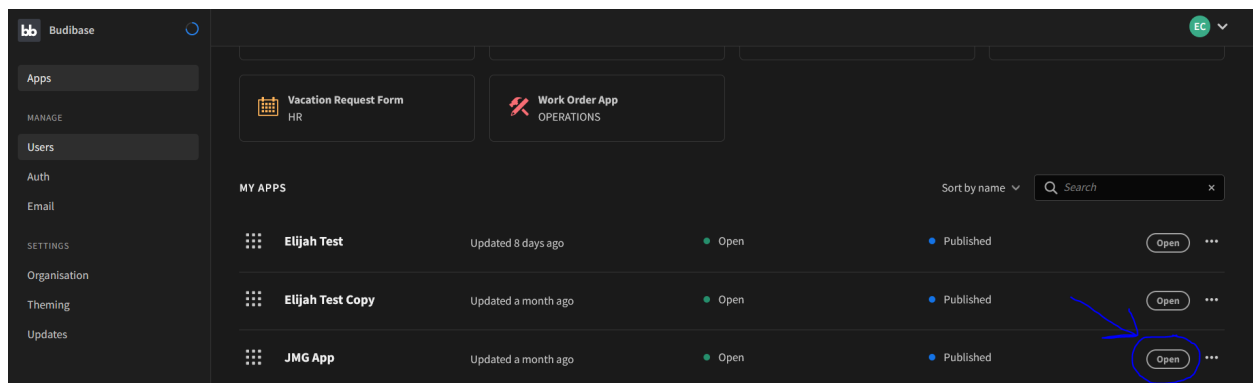 bb Budibase
EC
Apps
MANAGE
Users
Auth
Email
SETTINGS
Organisation
Theming
Updates
Vacation Request Form
HR
Work Order App
OPERATIONS
MY APPS
Sort by name
Search
Elijah Test Updated 8 days ago Open Published Open
Elijah Test Copy Updated a month ago Open Published Open
JMG App Updated a month ago Open Published Open